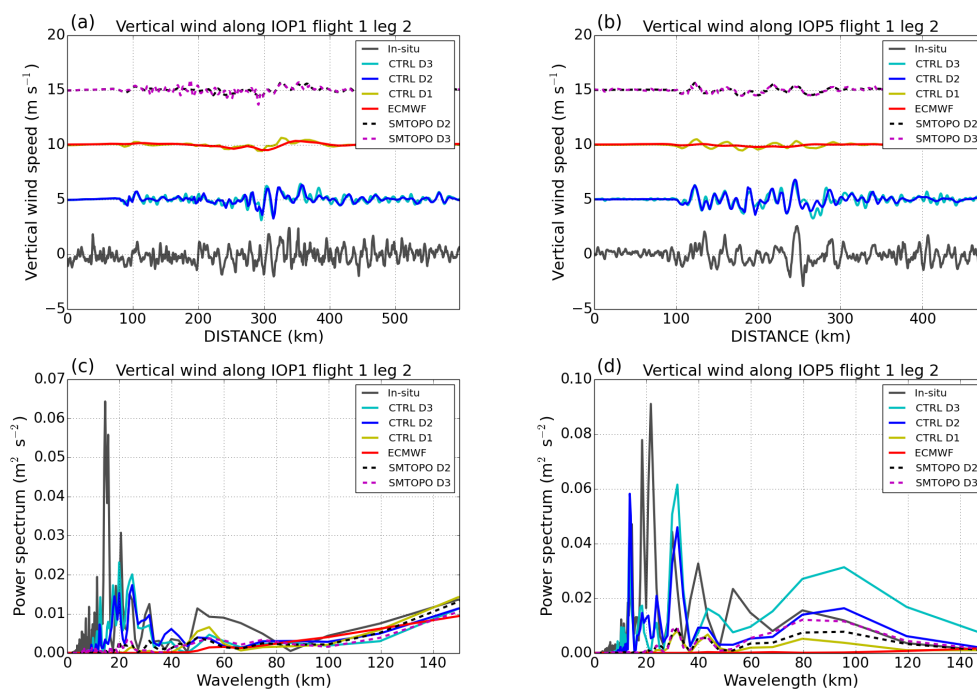 (a) Vertical wind along IOP1 flight 1 leg 2
Vertical wind speed (m s⁻¹)
20
15
10
5
0
−5
0 100 200 300 400 500
DISTANCE (km)
In-situ
CTRL D3
CTRL D2
CTRL D1
ECMWF
SMTOPO D2
SMTOPO D3
(b) Vertical wind along IOP5 flight 1 leg 2
Vertical wind speed (m s⁻¹)
20
15
10
5
0
−5
0 100 200 300 400
DISTANCE (km)
In-situ
CTRL D3
CTRL D2
CTRL D1
ECMWF
SMTOPO D2
SMTOPO D3
(c) Vertical wind along IOP1 flight 1 leg 2
Power spectrum (m² s⁻²)
0.07
0.06
0.05
0.04
0.03
0.02
0.01
0.00
0 20 40 60 80 100 120 140
Wavelength (km)
In-situ
CTRL D3
CTRL D2
CTRL D1
ECMWF
SMTOPO D2
SMTOPO D3
(d) Vertical wind along IOP5 flight 1 leg 2
Power spectrum (m² s⁻²)
0.10
0.08
0.06
0.04
0.02
0.00
0 20 40 60 80 100 120 140
Wavelength (km)
In-situ
CTRL D3
CTRL D2
CTRL D1
ECMWF
SMTOPO D2
SMTOPO D3